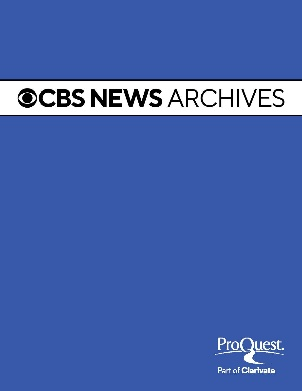 CBS NEWS ARCHIVES
ProQuest.
Part of Clarivate